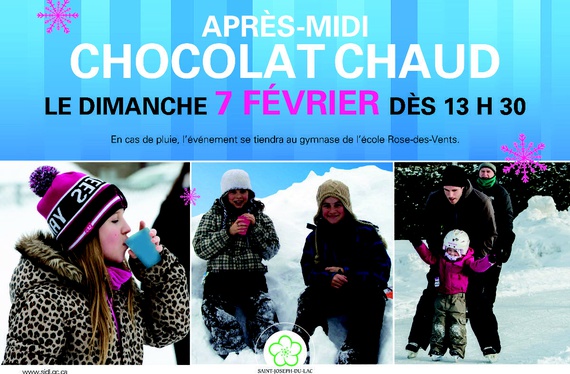 APRÈS-MIDI
CHOCOLAT CHAUD
LE DIMANCHE 7 FÉVRIER DÈS 13 H 30
En cas de pluie, l'événement se tiendra au gymnase de l'école Rose-des-Vents.
SAINT-JOSEPH-DU-LAC
www.sjdl.qc.ca